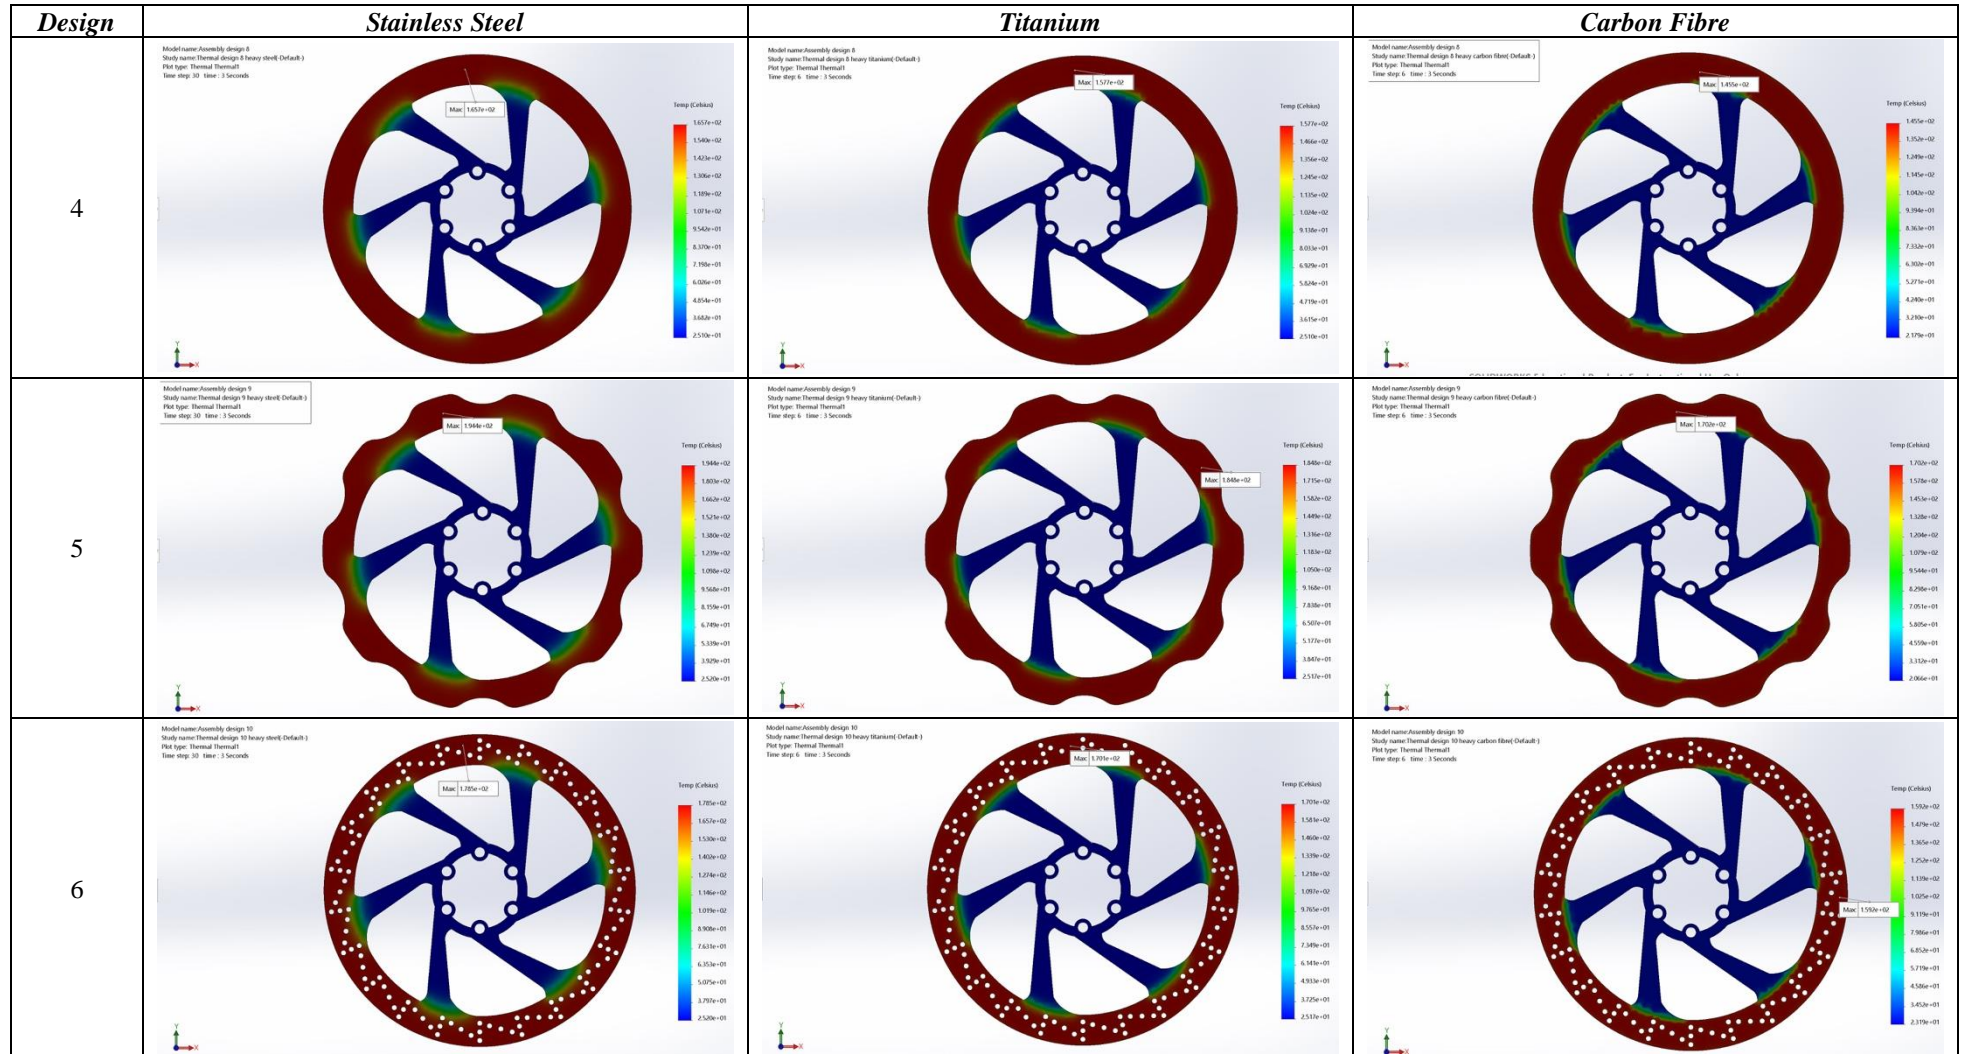 Design
Stainless Steel
Titanium
Carbon Fibre
4
Model name:Assembly design 8
Study name:Thermal design 8 heavy steel(-Default-)
Plot type: Thermal Thermal1
Time step: 30 time : 3 Seconds
Max: 1.657e+02
Temp (Celsius)
1.657e+02
1.540e+02
1.423e+02
1.306e+02
1.189e+02
1.071e+02
9.542e+01
8.370e+01
7.198e+01
6.026e+01
4.854e+01
3.682e+01
2.510e+01
Y
X
Model name:Assembly design 8
Study name:Thermal design 8 heavy titanium(-Default-)
Plot type: Thermal Thermal1
Time step: 6 time : 3 Seconds
Max: 1.577e+02
Temp (Celsius)
1.577e+02
1.466e+02
1.356e+02
1.245e+02
1.135e+02
1.024e+02
9.138e+01
8.033e+01
6.929e+01
5.824e+01
4.719e+01
3.615e+01
2.510e+01
Y
X
Model name:Assembly design 8
Study name:Thermal design 8 heavy carbon fibre(-Default-)
Plot type: Thermal Thermal1
Time step: 6 time : 3 Seconds
Max: 1.455e+02
Temp (Celsius)
1.455e+02
1.352e+02
1.249e+02
1.145e+02
1.042e+02
9.394e+01
8.363e+01
7.332e+01
6.302e+01
5.271e+01
4.240e+01
3.210e+01
2.179e+01
Y
X
5
Model name:Assembly design 9
Study name:Thermal design 9 heavy steel(-Default-)
Plot type: Thermal Thermal1
Time step: 30 time : 3 Seconds
Max: 1.944e+02
Temp (Celsius)
1.944e+02
1.803e+02
1.662e+02
1.521e+02
1.380e+02
1.239e+02
1.098e+02
9.568e+01
8.159e+01
6.749e+01
5.339e+01
3.929e+01
2.520e+01
Y
X
Model name:Assembly design 9
Study name:Thermal design 9 heavy titanium(-Default-)
Plot type: Thermal Thermal1
Time step: 6 time : 3 Seconds
Max: 1.848e+02
Temp (Celsius)
1.848e+02
1.715e+02
1.582e+02
1.449e+02
1.316e+02
1.183e+02
1.050e+02
9.168e+01
7.838e+01
6.507e+01
5.177e+01
3.847e+01
2.517e+01
Y
X
Model name:Assembly design 9
Study name:Thermal design 9 heavy carbon fibre(-Default-)
Plot type: Thermal Thermal1
Time step: 6 time : 3 Seconds
Max: 1.702e+02
Temp (Celsius)
1.702e+02
1.578e+02
1.453e+02
1.328e+02
1.204e+02
1.079e+02
9.544e+01
8.298e+01
7.051e+01
5.805e+01
4.559e+01
3.312e+01
2.066e+01
Y
X
6
Model name:Assembly design 10
Study name:Thermal design 10 heavy steel(-Default-)
Plot type: Thermal Thermal1
Time step: 30 time : 3 Seconds
Max: 1.785e+02
Temp (Celsius)
1.785e+02
1.657e+02
1.530e+02
1.402e+02
1.274e+02
1.146e+02
1.019e+02
8.908e+01
7.631e+01
6.353e+01
5.075e+01
3.797e+01
2.520e+01
Y
X
Model name:Assembly design 10
Study name:Thermal design 10 heavy titanium(-Default-)
Plot type: Thermal Thermal1
Time step: 6 time : 3 Seconds
Max: 1.701e+02
Temp (Celsius)
1.701e+02
1.581e+02
1.460e+02
1.339e+02
1.218e+02
1.097e+02
9.765e+01
8.557e+01
7.349e+01
6.141e+01
4.933e+01
3.725e+01
2.517e+01
Y
X
Model name:Assembly design 10
Study name:Thermal design 10 heavy carbon fibre(-Default-)
Plot type: Thermal Thermal1
Time step: 6 time : 3 Seconds
Max: 1.592e+02
Temp (Celsius)
1.592e+02
1.479e+02
1.365e+02
1.252e+02
1.139e+02
1.025e+02
9.119e+01
7.986e+01
6.852e+01
5.719e+01
4.586e+01
3.452e+01
2.319e+01
Y
X